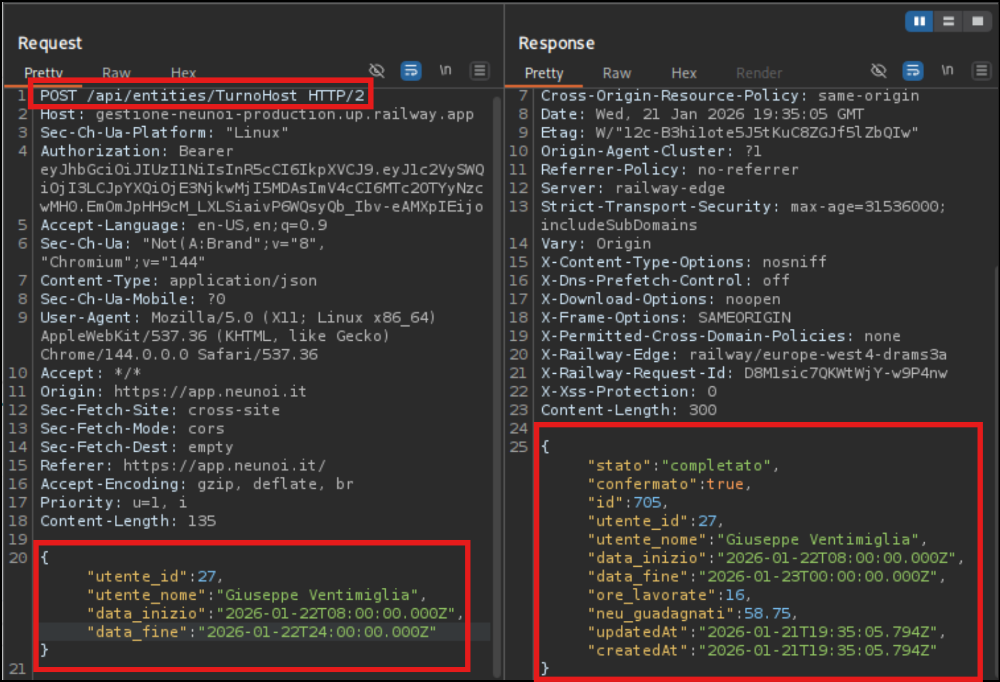 Request
Pretty Raw Hex
\n
1 POST /api/entities/TurnoHost HTTP/2
2 Host: gestione-neunoi-production.up.railway.app
3 Sec-Ch-Ua-Platform: "Linux"
4 Authorization: Bearer
eyJhbGciOiJIUzI1NiIsInR5cCI6IkpXVCJ9.eyJ1c2VySWQ
iOjI3LCJpYXQiOjE3NjkwMjI5MDAsImV4cCI6MTc2OTYyNzc
wMH0.EmOmJpHH9cM_LXLSiaivP6WQsyQb_Ibv-eAMXpIEijo
5 Accept-Language: en-US,en;q=0.9
6 Sec-Ch-Ua: "Not(A:Brand";v="8",
"Chromium";v="144"
7 Content-Type: application/json
8 Sec-Ch-Ua-Mobile: ?0
9 User-Agent: Mozilla/5.0 (X11; Linux x86_64)
AppleWebKit/537.36 (KHTML, like Gecko)
Chrome/144.0.0.0 Safari/537.36
10 Accept: */*
11 Origin: https://app.neunoi.it
12 Sec-Fetch-Site: cross-site
13 Sec-Fetch-Mode: cors
14 Sec-Fetch-Dest: empty
15 Referer: https://app.neunoi.it/
16 Accept-Encoding: gzip, deflate, br
17 Priority: u=1, i
18 Content-Length: 135
19
20 {
"utente_id":27,
"utente_nome":"Giuseppe Ventimiglia",
"data_inizio":"2026-01-22T08:00:00.000Z",
"data_fine":"2026-01-22T24:00:00.000Z"
}
21
Response
Pretty Raw Hex Render
\n
7 Cross-Origin-Resource-Policy: same-origin
8 Date: Wed, 21 Jan 2026 19:35:05 GMT
9 Etag: W/"12c-B3hilote5J5tKuC8ZGJf5lZbQIw"
10 Origin-Agent-Cluster: ?1
11 Referrer-Policy: no-referrer
12 Server: railway-edge
13 Strict-Transport-Security: max-age=31536000;
includeSubDomains
14 Vary: Origin
15 X-Content-Type-Options: nosniff
16 X-Dns-Prefetch-Control: off
17 X-Download-Options: noopen
18 X-Frame-Options: SAMEORIGIN
19 X-Permitted-Cross-Domain-Policies: none
20 X-Railway-Edge: railway/europe-west4-drams3a
21 X-Railway-Request-Id: D8Mlsic7QKWtWjY-w9P4nw
22 X-Xss-Protection: 0
23 Content-Length: 300
24
25 {
"stato":"completato",
"confermato":true,
"id":705,
"utente_id":27,
"utente_nome":"Giuseppe Ventimiglia",
"data_inizio":"2026-01-22T08:00:00.000Z",
"data_fine":"2026-01-23T00:00:00.000Z",
"ore_lavorate":16,
"neu_guadagnati":58.75,
"updatedAt":"2026-01-21T19:35:05.794Z",
"createdAt":"2026-01-21T19:35:05.794Z"
}